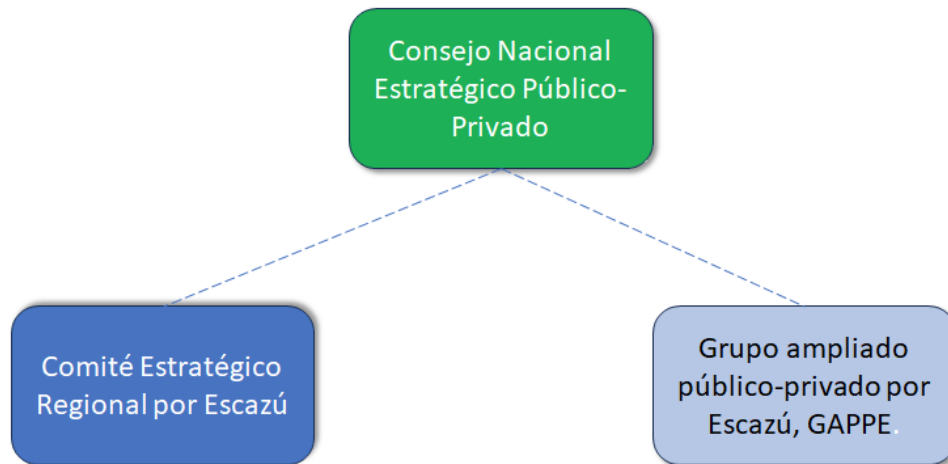 Consejo Nacional
Estratégico Público-
Privado
Comité Estratégico
Regional por Escazú
Grupo ampliado
público-privado por
Escazú, GAPPE.